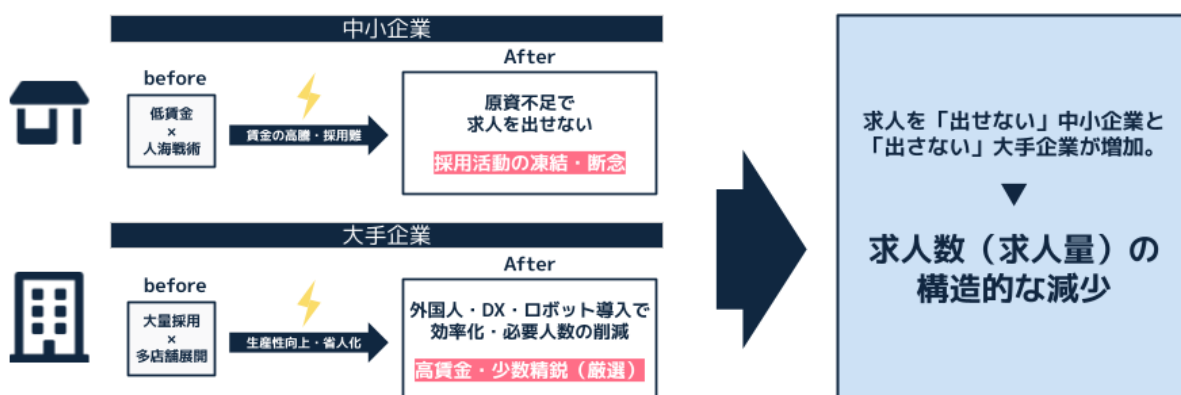 中小企業
before
低賃金
×
人海戦術
賃金の高騰・採用難
After
原資不足で
求人を出せない
採用活動の凍結・断念
大手企業
before
大量採用
×
多店舗展開
生産性向上・省人化
After
外国人・DX・ロボット導入で
効率化・必要人数の削減
高賃金・少数精鋭（厳選）
求人を「出せない」中小企業と
「出さない」大手企業が増加。
▼
求人数（求人量）の
構造的な減少